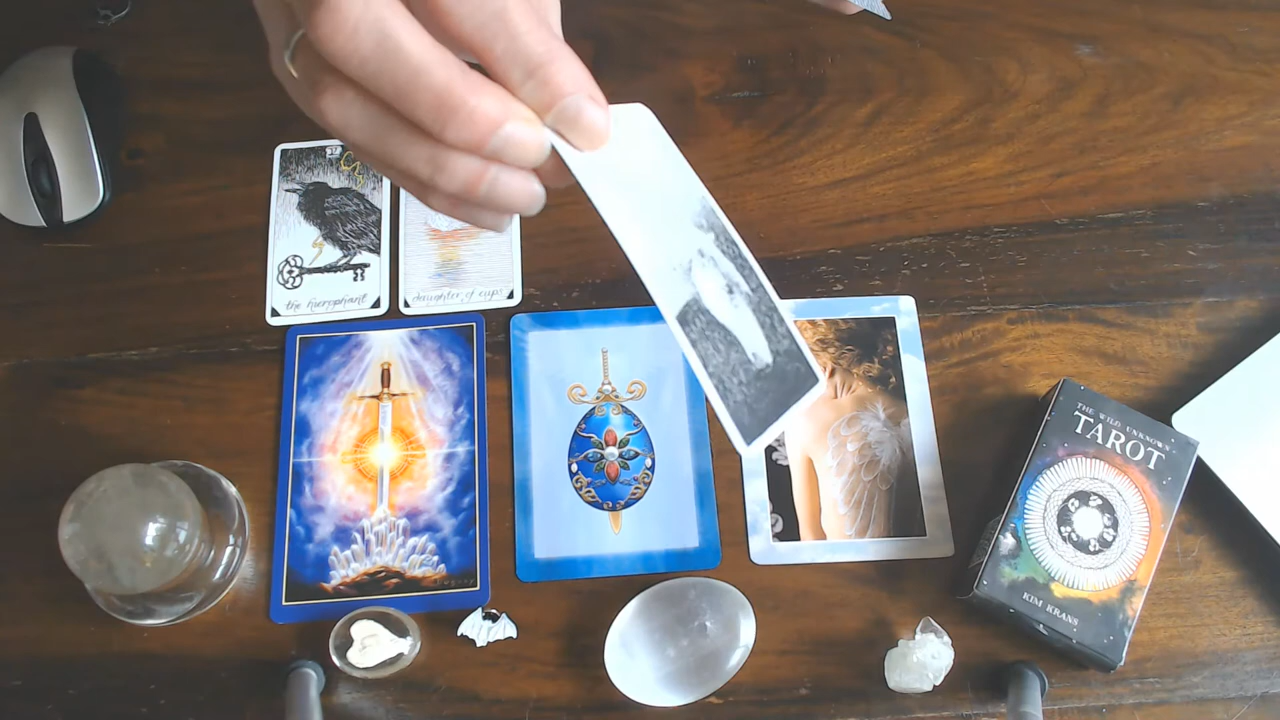 the hierophant
daughter of cups
THE WILD UNKNOWN
TAROT
KIM KRANS